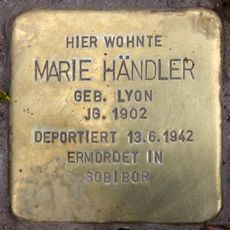 HIER WOHNTE
MARIE HÄNDLER
GEB. LYON
JG. 1902
DEPORTIERT 13.6.1942
ERMORDET IN
SOBIBOR